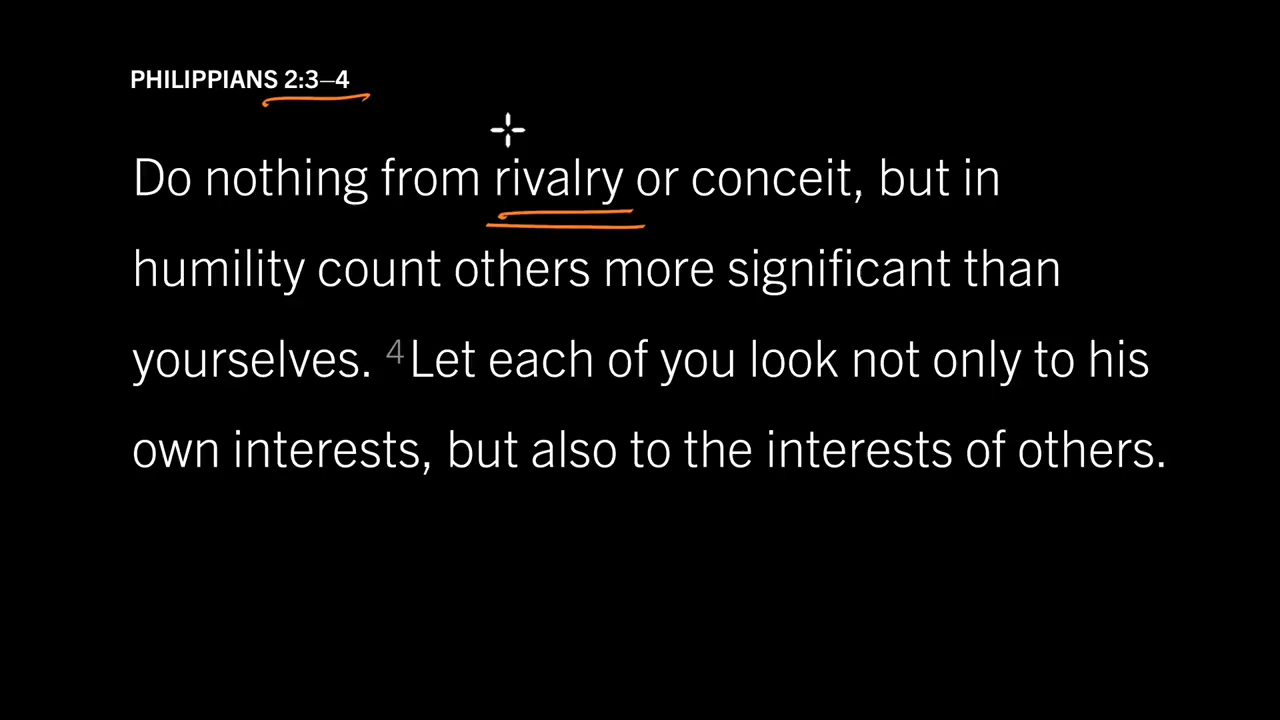 PHILIPPIANS 2:3–4
Do nothing from rivalry or conceit, but in
humility count others more significant than
yourselves. 4 Let each of you look not only to his
own interests, but also to the interests of others.